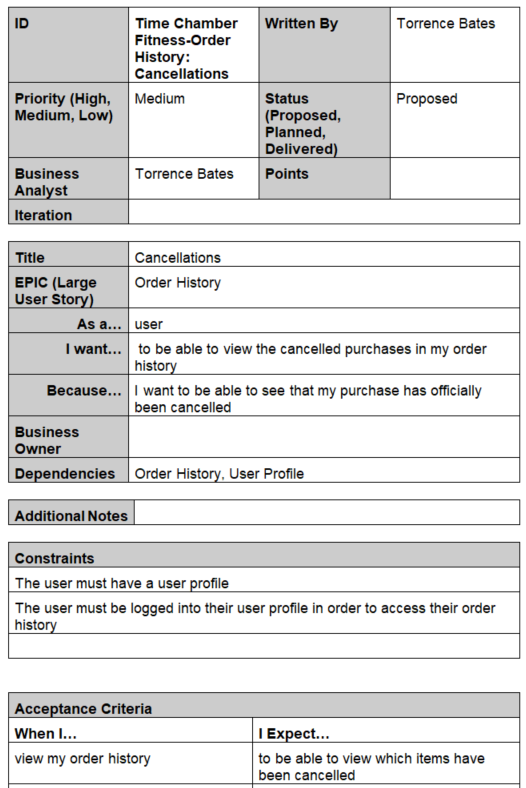 ID
Time Chamber
Fitness-Order
History:
Cancellations
Written By
Torrence Bates
Priority (High,
Medium, Low)
Medium
Status
(Proposed,
Planned,
Delivered)
Proposed
Business
Analyst
Torrence Bates
Points
Iteration
Title
Cancellations
EPIC (Large
User Story)
Order History
As a…
user
I want…
to be able to view the cancelled purchases in my order
history
Because…
I want to be able to see that my purchase has officially
been cancelled
Business
Owner
Dependencies
Order History, User Profile
Additional Notes
Constraints
The user must have a user profile
The user must be logged into their user profile in order to access their order
history
Acceptance Criteria
When I…
I Expect…
view my order history
to be able to view which items have
been cancelled